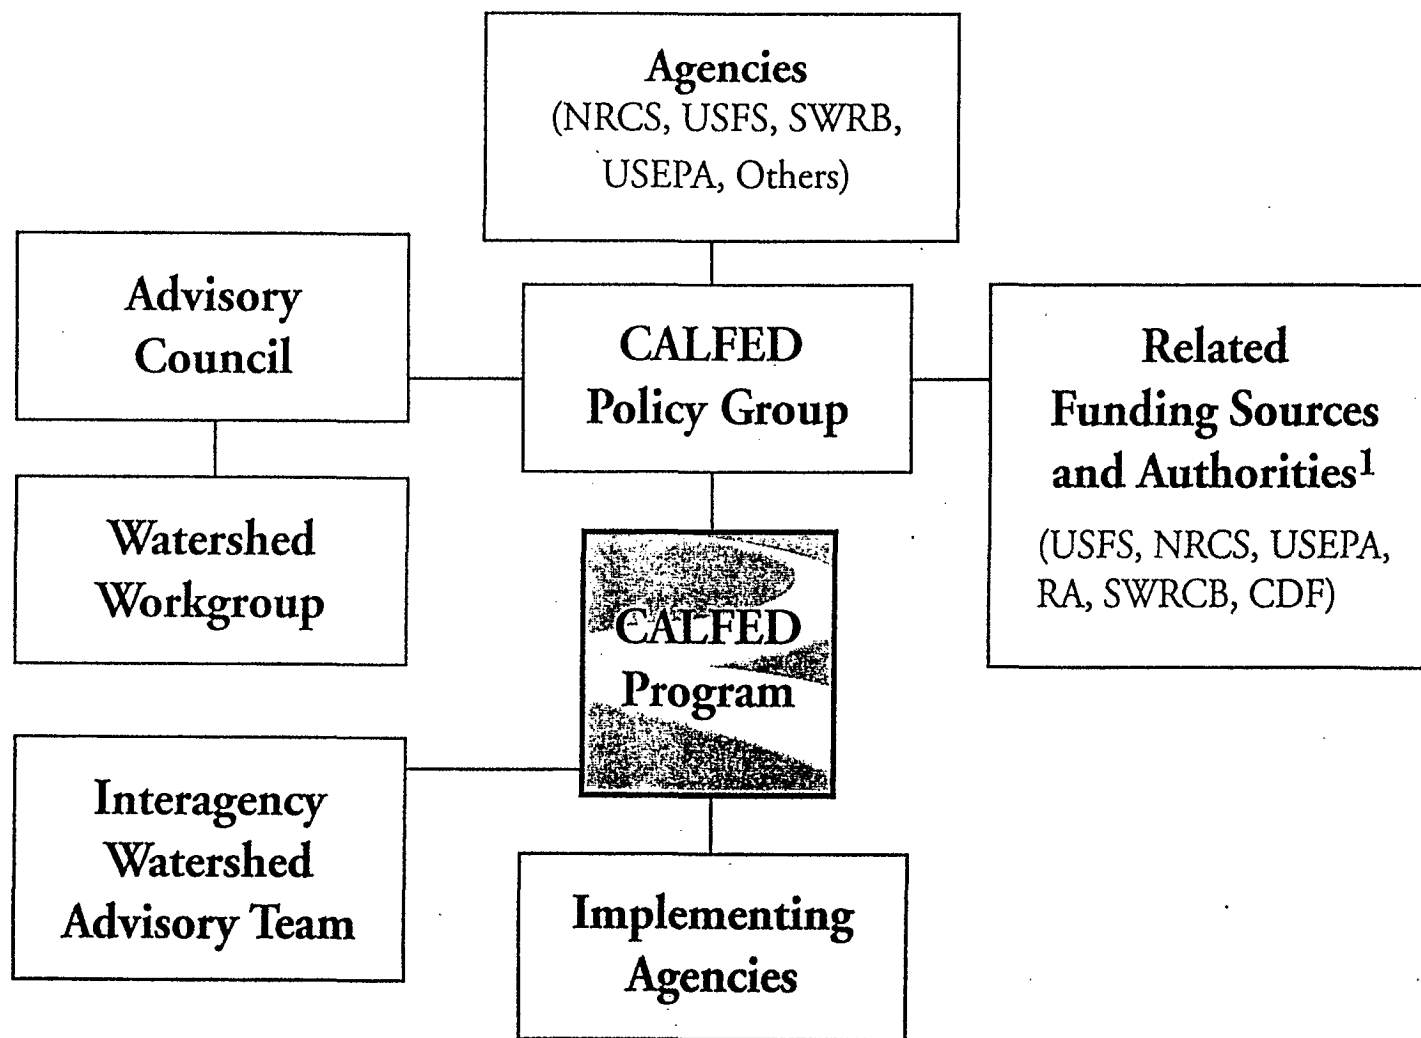 Agencies
(NRCS, USFS, SWRB,
USEPA, Others)
Advisory
Council
CALFED
Policy Group
Related
Funding Sources
and Authorities1
(USFS, NRCS, USEPA,
RA, SWRCB, CDF)
Watershed
Workgroup
CALFED
Program
Interagency
Watershed
Advisory Team
Implementing
Agencies